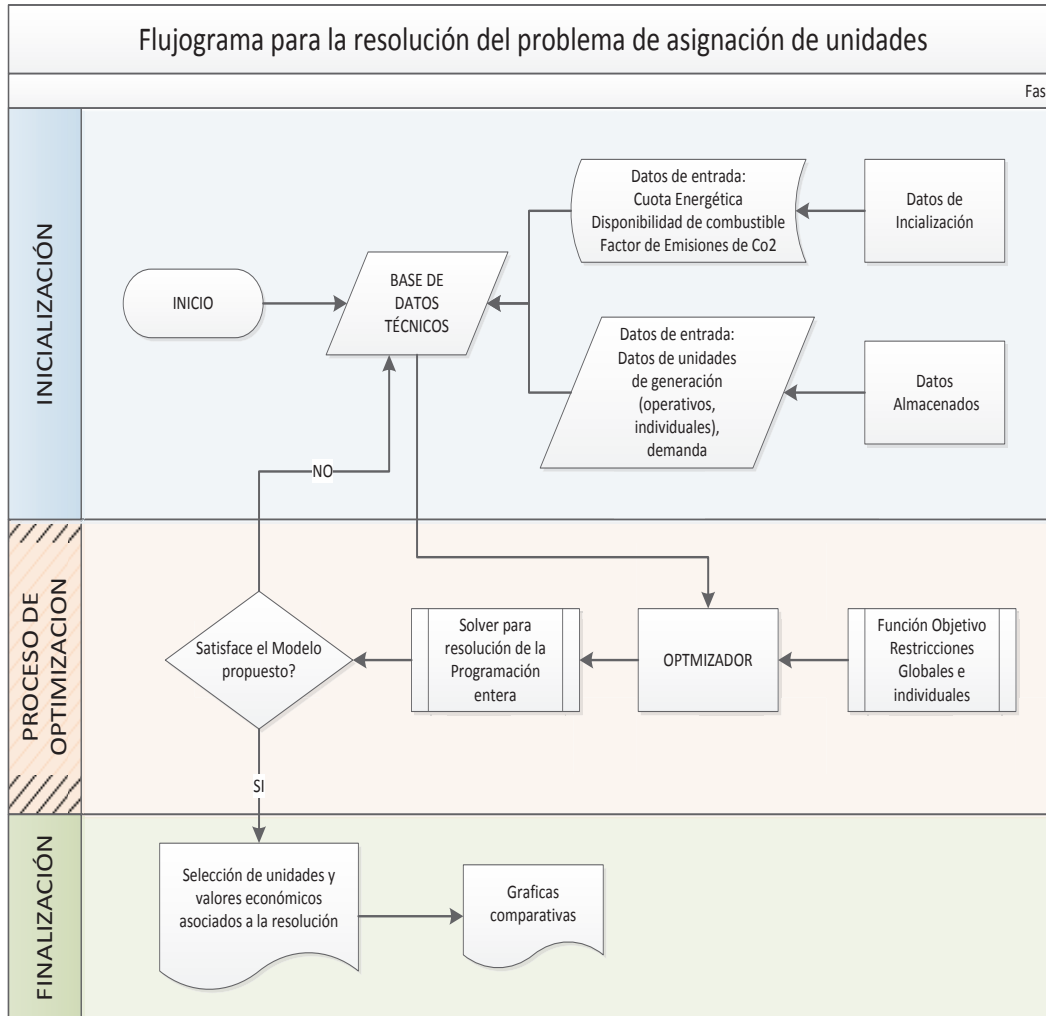 Flujograma para la resolución del problema de asignación de unidades
Fas
INICIALIZACIÓN
Datos de entrada:
Cuota Energética
Disponibilidad de combustible
Factor de Emisiones de Co2
Datos de
Incialización
INICIO
BASE DE
DATOS
TÉCNICOS
Datos de entrada:
Datos de unidades
de generación
(operativos,
individuales),
demanda
Datos
Almacenados
NO
PROCESO DE
OPTIMIZACION
Satisface el Modelo
propuesto?
Solver para
resolución de la
Programación
entera
OPTMIZADOR
Función Objetivo
Restricciones
Globales e
individuales
SI
FINALIZACIÓN
Selección de unidades y
valores económicos
asociados a la resolución
Graficas
comparativas